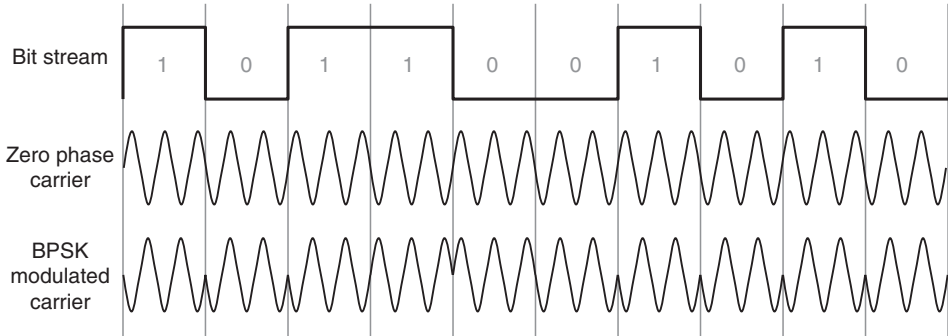 Bit stream
1 0 1 1 0 0 1 0 1 0
Zero phase
carrier
BPSK
modulated
carrier